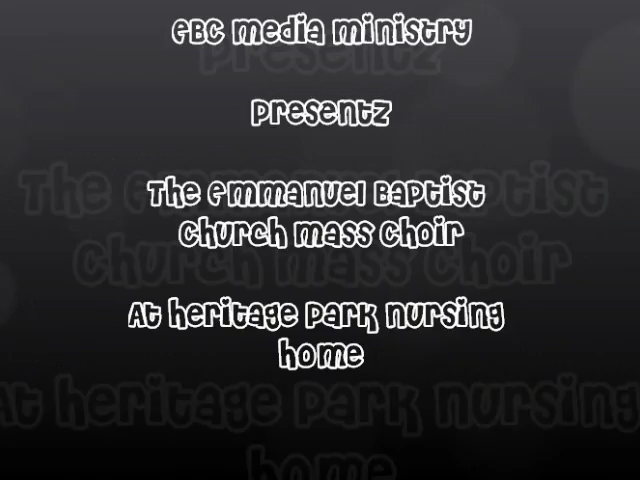 EBC Media Ministry
Presentz
The Emmanuel Baptist
Church Mass Choir
At Heritage Park Nursing
Home